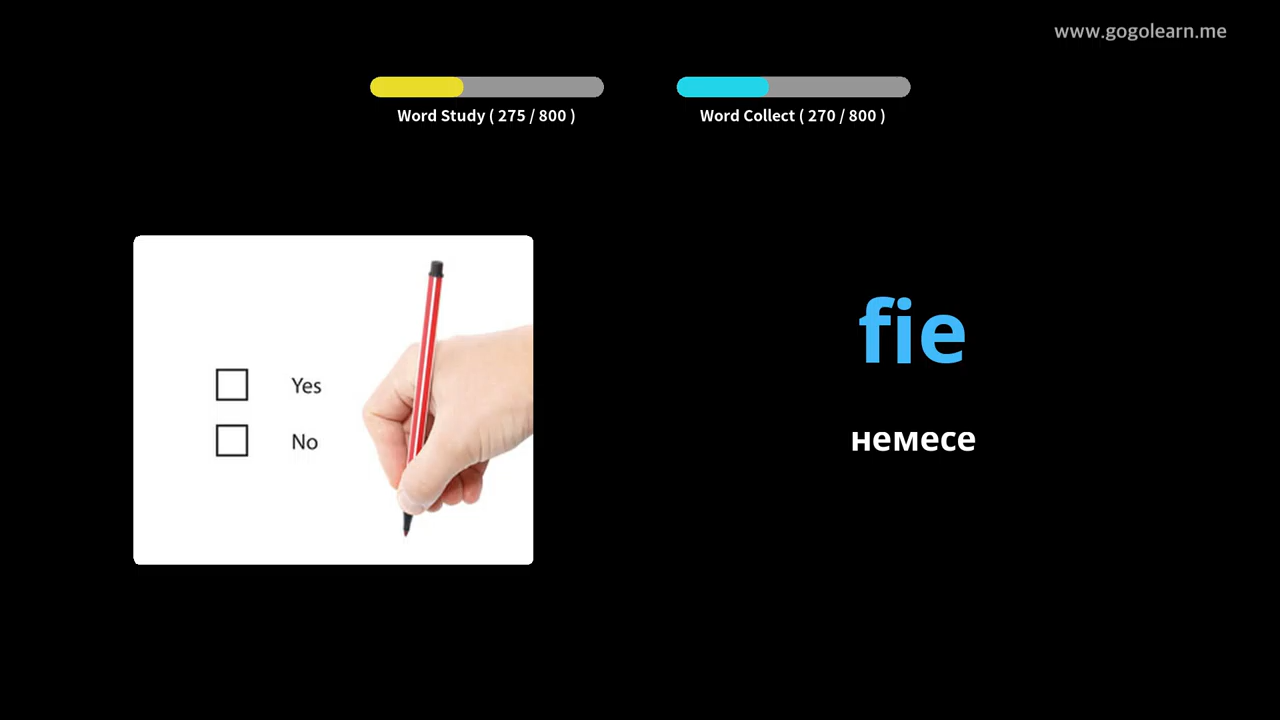 www.gogolearn.me
Word Study ( 275 / 800 )
Word Collect ( 270 / 800 )
Yes
No
fie
немесе